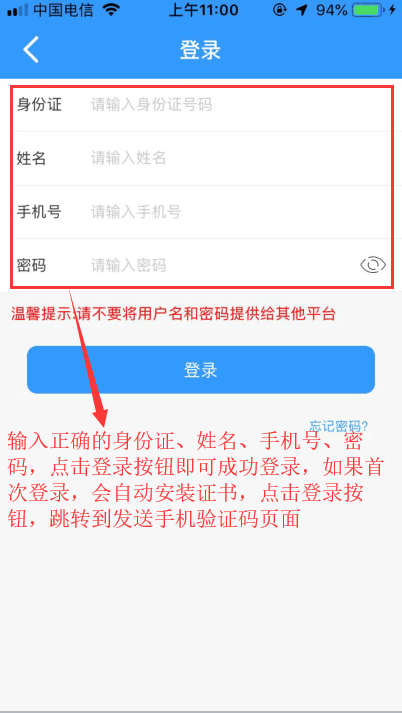 中国电信 上午11:00 94%
登录
身份证 请输入身份证号码
姓名 请输入姓名
手机号 请输入手机号
密码 请输入密码
温馨提示:请不要将用户名和密码提供给其他平台
登录
忘记密码?
输入正确的身份证、姓名、手机号、密
码，点击登录按钮即可成功登录，如果首
次登录，会自动安装证书，点击登录按
钮，跳转到发送手机验证码页面